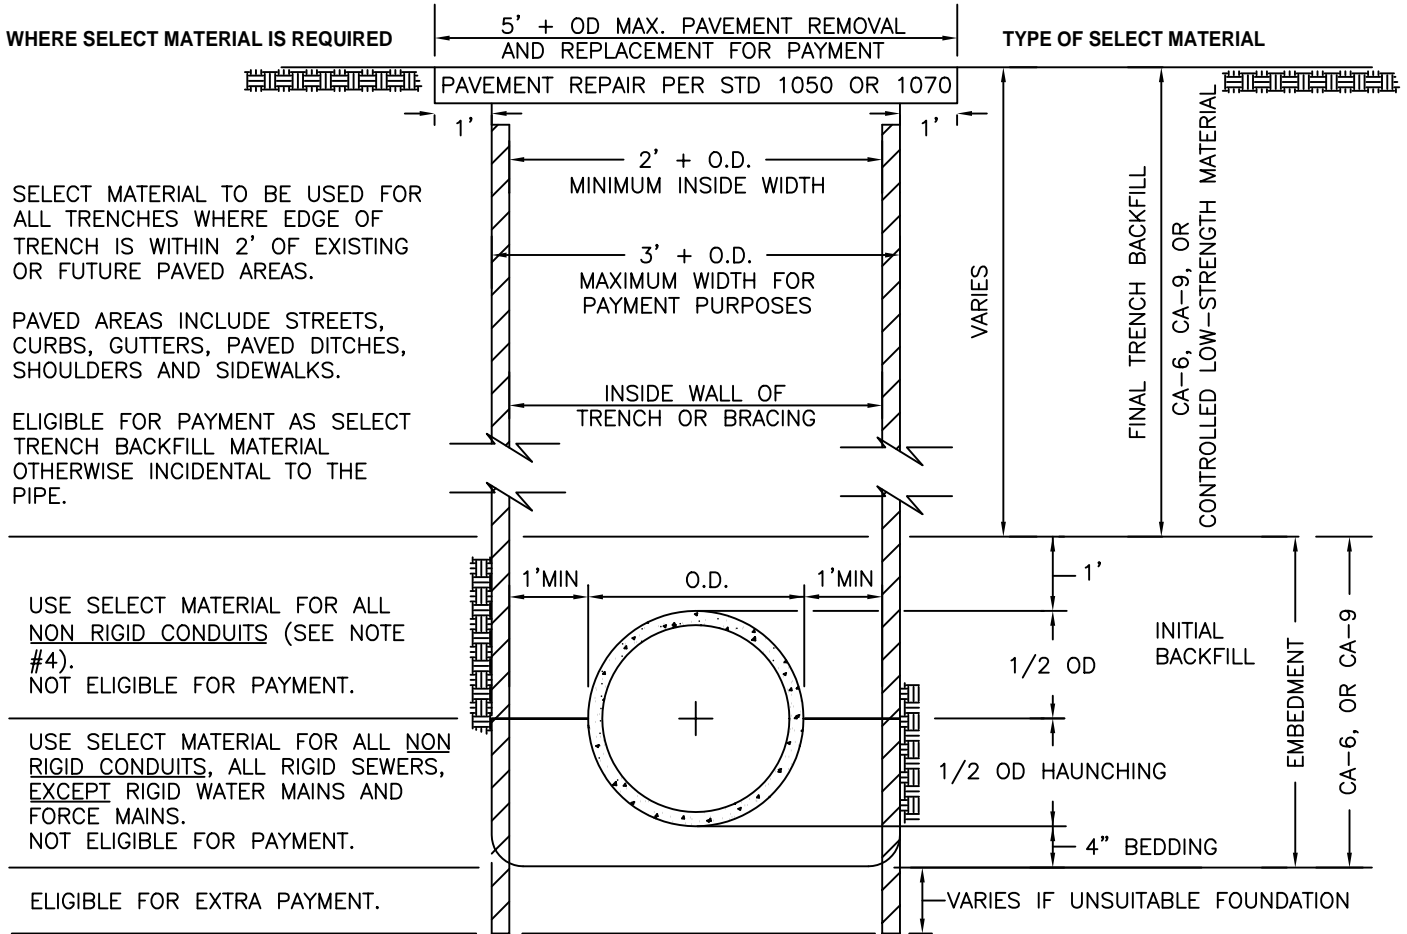 WHERE SELECT MATERIAL IS REQUIRED
5' + OD MAX. PAVEMENT REMOVAL
AND REPLACEMENT FOR PAYMENT
TYPE OF SELECT MATERIAL
PAVEMENT REPAIR PER STD 1050 OR 1070
1'
1'
2' + O.D.
MINIMUM INSIDE WIDTH
SELECT MATERIAL TO BE USED FOR
ALL TRENCHES WHERE EDGE OF
TRENCH IS WITHIN 2' OF EXISTING
OR FUTURE PAVED AREAS.
3' + O.D.
MAXIMUM WIDTH FOR
PAYMENT PURPOSES
PAVED AREAS INCLUDE STREETS,
CURBS, GUTTERS, PAVED DITCHES,
SHOULDERS AND SIDEWALKS.
INSIDE WALL OF
TRENCH OR BRACING
ELIGIBLE FOR PAYMENT AS SELECT
TRENCH BACKFILL MATERIAL
OTHERWISE INCIDENTAL TO THE
PIPE.
VARIES
FINAL TRENCH BACKFILL
CA-6, CA-9, OR
CONTROLLED LOW-STRENGTH MATERIAL
1'MIN
O.D.
1'MIN
1'
USE SELECT MATERIAL FOR ALL
NON RIGID CONDUITS (SEE NOTE
#4).
NOT ELIGIBLE FOR PAYMENT.
1/2 OD
INITIAL
BACKFILL
EMBEDMENT
CA-6, OR CA-9
USE SELECT MATERIAL FOR ALL NON
RIGID CONDUITS, ALL RIGID SEWERS,
EXCEPT RIGID WATER MAINS AND
FORCE MAINS.
NOT ELIGIBLE FOR PAYMENT.
1/2 OD HAUNCHING
4" BEDDING
ELIGIBLE FOR EXTRA PAYMENT.
VARIES IF UNSUITABLE FOUNDATION